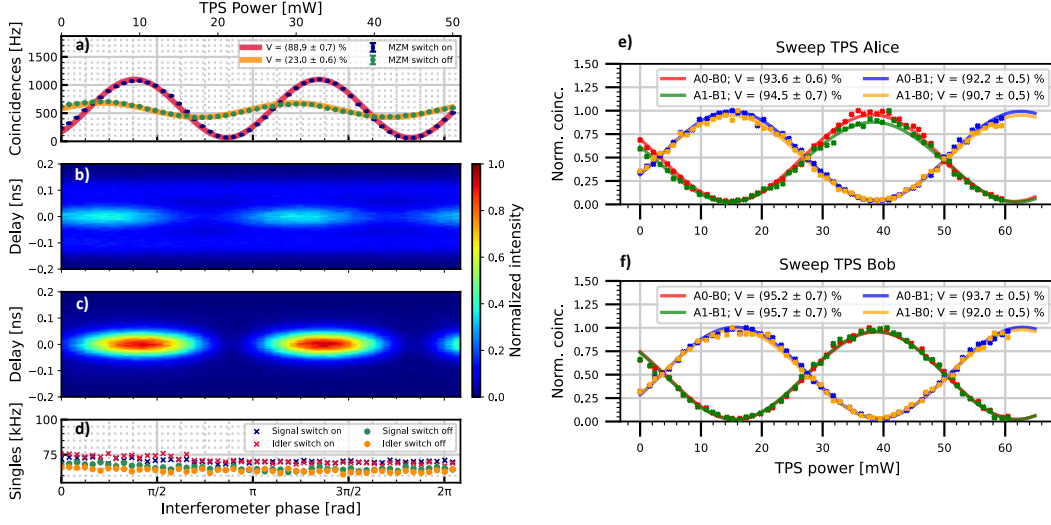 TPS Power [mW]
0 10 20 30 40 50
a)
V = (88.9 ± 0.7) %
V = (23.0 ± 0.6) %
MZM switch on
MZM switch off
Coincidences [Hz]
1500
1000
500
0
b)
Delay [ns]
0.2
0.1
0.0
−0.1
−0.2
c)
Delay [ns]
0.2
0.1
0.0
−0.1
−0.2
1.0
0.8
0.6
0.4
0.2
0.0
Normalized intensity
d)
Signal switch on
Idler switch on
Signal switch off
Idler switch off
Singles [kHz]
100
75
0 π/2 π 3π/2 2π
Interferometer phase [rad]
e)
Sweep TPS Alice
A0-B0; V = (93.6 ± 0.6) %
A1-B1; V = (94.5 ± 0.7) %
A0-B1; V = (92.2 ± 0.5) %
A1-B0; V = (90.7 ± 0.5) %
Norm. coinc.
1.50
1.25
1.00
0.75
0.50
0.25
0.00
0 10 20 30 40 50 60
f)
Sweep TPS Bob
A0-B0; V = (95.2 ± 0.7) %
A1-B1; V = (95.7 ± 0.7) %
A0-B1; V = (93.7 ± 0.5) %
A1-B0; V = (92.0 ± 0.5) %
Norm. coinc.
1.50
1.25
1.00
0.75
0.50
0.25
0.00
0 10 20 30 40 50 60
TPS power [mW]